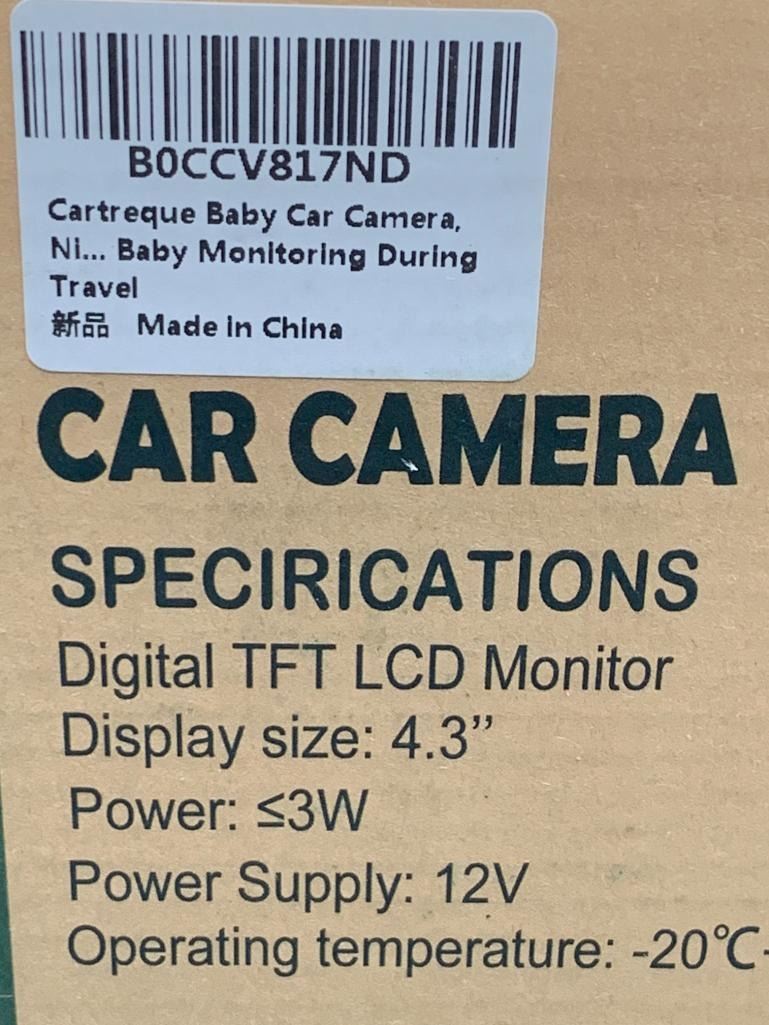 B0CCV817ND
Cartreque Baby Car Camera,
Ni... Baby Monitoring During
Travel
新品 Made in China
CAR CAMERA
SPECIRICATIONS
Digital TFT LCD Monitor
Display size: 4.3”
Power: ≤3W
Power Supply: 12V
Operating temperature: -20℃-